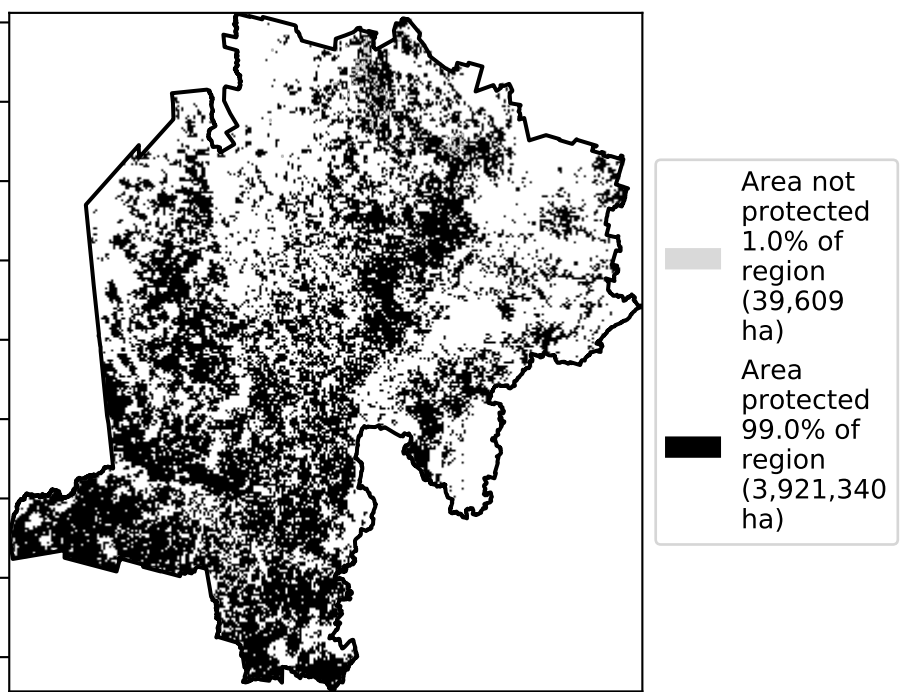 Area not
protected
1.0% of
region
(39,609
ha)
Area
protected
99.0% of
region
(3,921,340
ha)